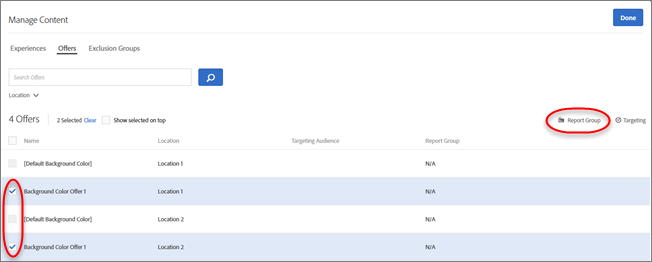 Manage Content
Done
Experiences Offers Exclusion Groups
Search Offers
Location
4 Offers 2 Selected Clear Show selected on top Report Group Targeting
Name Location Targeting Audience Report Group
[Default Background Color] Location 1 N/A
Background Color Offer 1 Location 1 N/A
[Default Background Color] Location 2 N/A
Background Color Offer 1 Location 2 N/A